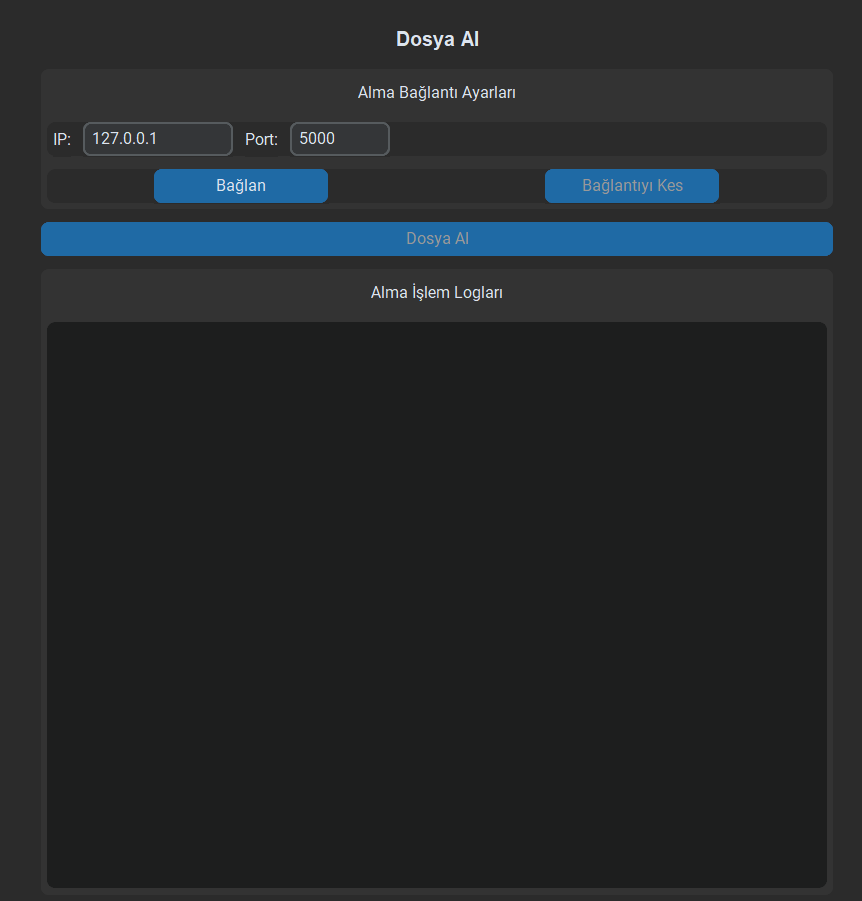 Dosya Al
Alma Bağlantı Ayarları
IP: 127.0.0.1 Port: 5000
Bağlan Bağlantıyı Kes
Dosya Al
Alma İşlem Logları